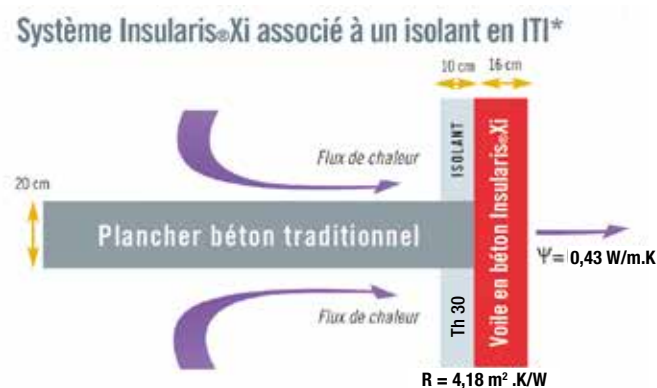 Système Insularis®Xi associé à un isolant en ITI*
10 cm 16 cm
ISOLANT
Flux de chaleur
20 cm
Plancher béton traditionnel
Voile en béton Insularis®Xi
Ψ= 0,43 W/m.K
Flux de chaleur
Th 30
R = 4,18 m² .K/W